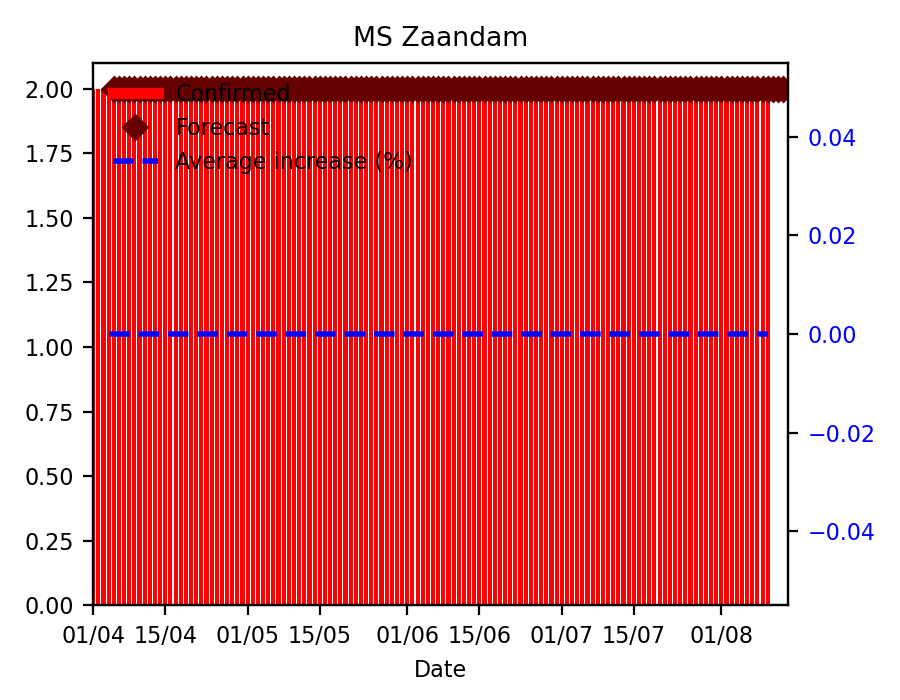 MS Zaandam
Confirmed
Forecast
Average increase (%)
2.00
1.75
1.50
1.25
1.00
0.75
0.50
0.25
0.00
0.04
0.02
0.00
−0.02
−0.04
01/04 15/04 01/05 15/05 01/06 15/06 01/07 15/07 01/08
Date